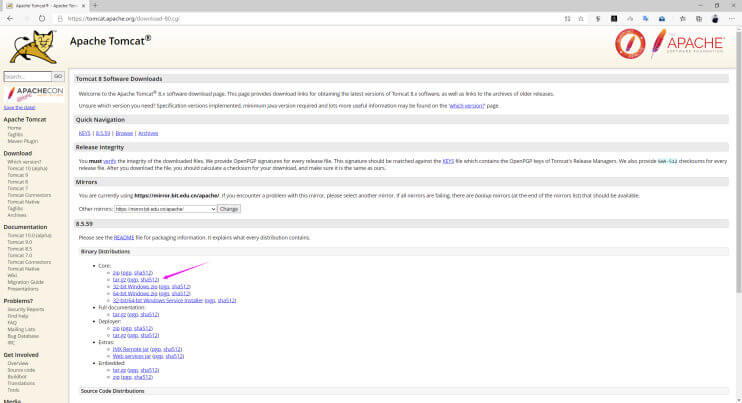 Apache Tomcat® - Apache Tom
https://tomcat.apache.org/download-80.cgi
Apache Tomcat®
THE
APACHE
SOFTWARE FOUNDATION
Search... GO
APACHECON
Save the date!
Apache Tomcat
Home
Taglibs
Maven Plugin
Download
Which version?
Tomcat 10 (alpha)
Tomcat 9
Tomcat 8
Tomcat 7
Tomcat Connectors
Tomcat Native
Taglibs
Archives
Documentation
Tomcat 10.0 (alpha)
Tomcat 9.0
Tomcat 8.5
Tomcat 7.0
Tomcat Connectors
Tomcat Native
Wiki
Migration Guide
Presentations
Problems?
Security Reports
Find help
FAQ
Mailing Lists
Bug Database
IRC
Get Involved
Overview
Source code
Buildbot
Translations
Tools
Media
Tomcat 8 Software Downloads
Welcome to the Apache Tomcat® 8.x software download page. This page provides download links for obtaining the latest versions of Tomcat 8.x software, as well as links to the archives of older releases.
Unsure which version you need? Specification versions implemented, minimum Java version required and lots more useful information may be found on the 'which version?' page.
Quick Navigation
KEYS | 8.5.59 | Browse | Archives
Release Integrity
You must verify the integrity of the downloaded files. We provide OpenPGP signatures for every release file. This signature should be matched against the KEYS file which contains the OpenPGP keys of Tomcat's Release Managers. We also provide SHA-512 checksums for every
release file. After you download the file, you should calculate a checksum for your download, and make sure it is the same as ours.
Mirrors
You are currently using https://mirror.bit.edu.cn/apache/. If you encounter a problem with this mirror, please select another mirror. If all mirrors are failing, there are backup mirrors (at the end of the mirrors list) that should be available.
Other mirrors: https://mirror.bit.edu.cn/apache/ Change
8.5.59
Please see the README file for packaging information. It explains what every distribution contains.
Binary Distributions
• Core:
zip (pgp, sha512)
tar.gz (pgp, sha512)
32-bit Windows zip (pgp, sha512)
64-bit Windows zip (pgp, sha512)
32-bit/64-bit Windows Service Installer (pgp, sha512)
• Full documentation:
tar.gz (pgp, sha512)
• Deployer:
zip (pgp, sha512)
tar.gz (pgp, sha512)
• Extras:
JMX Remote jar (pgp, sha512)
Web services jar (pgp, sha512)
• Embedded:
tar.gz (pgp, sha512)
zip (pgp, sha512)
Source Code Distributions